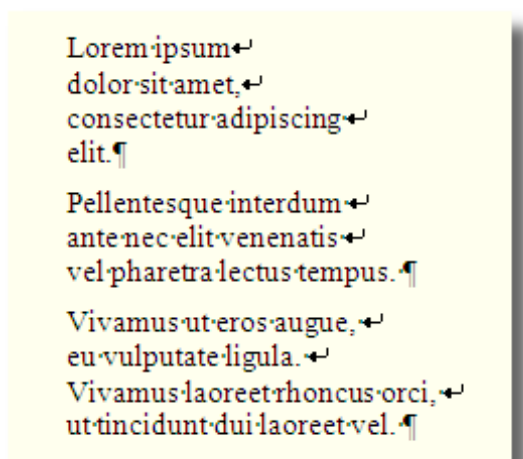 Lorem·ipsum↵
dolor·sit·amet,↵
consectetur·adipiscing·↵
elit.¶
Pellentesque·interdum·↵
ante·nec·elit·venenatis·↵
vel·pharetra·lectus·tempus.·¶
Vivamus·ut·eros·augue,·↵
eu·vulputate·ligula.·↵
Vivamus·laoreet·rhoncus·orci,·↵
ut·tincidunt·dui·laoreet·vel.·¶